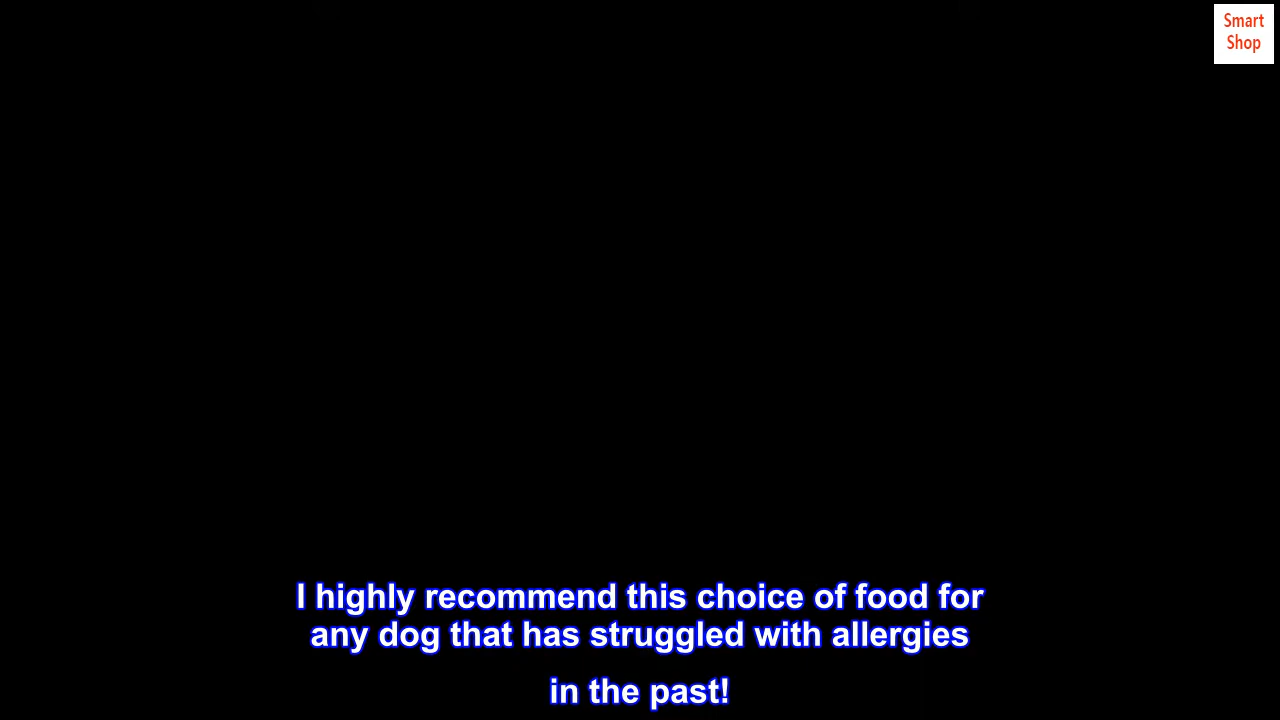 Smart
Shop
I highly recommend this choice of food for
any dog that has struggled with allergies
in the past!